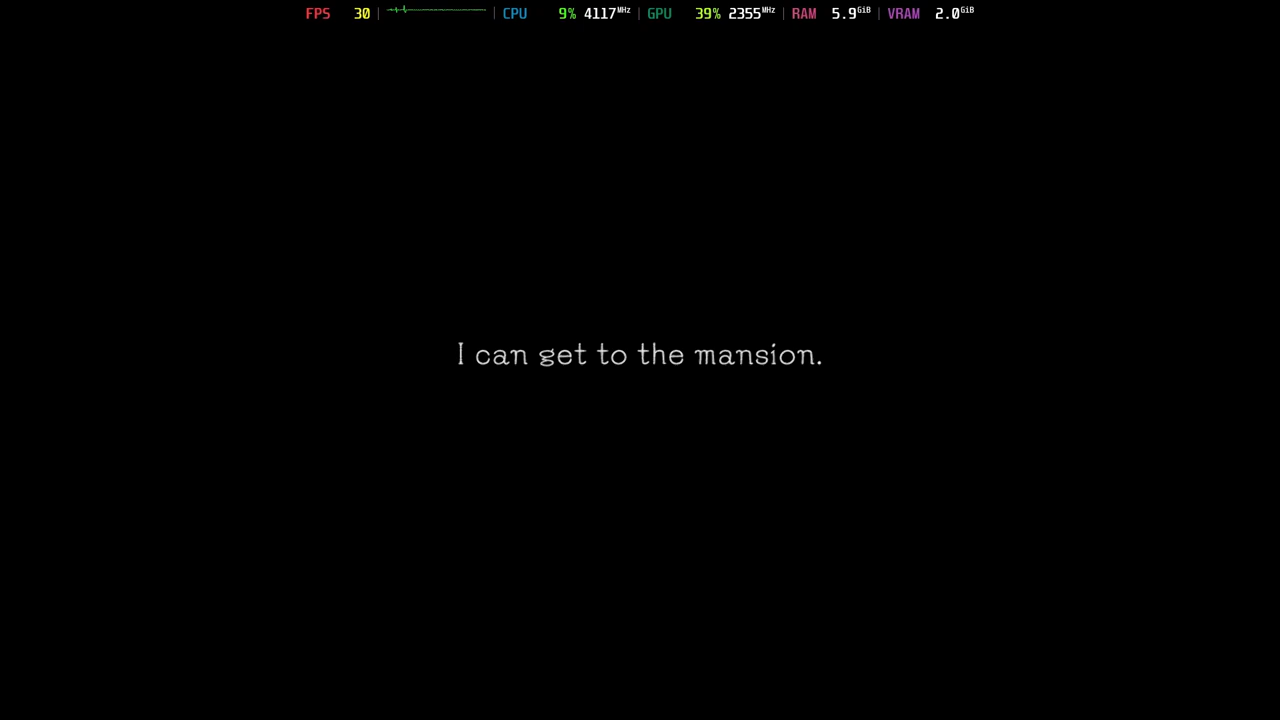 FPS 30 | CPU 9% 4117MHz | GPU 39% 2355MHz | RAM 5.9GiB | VRAM 2.0GiB
I can get to the mansion.